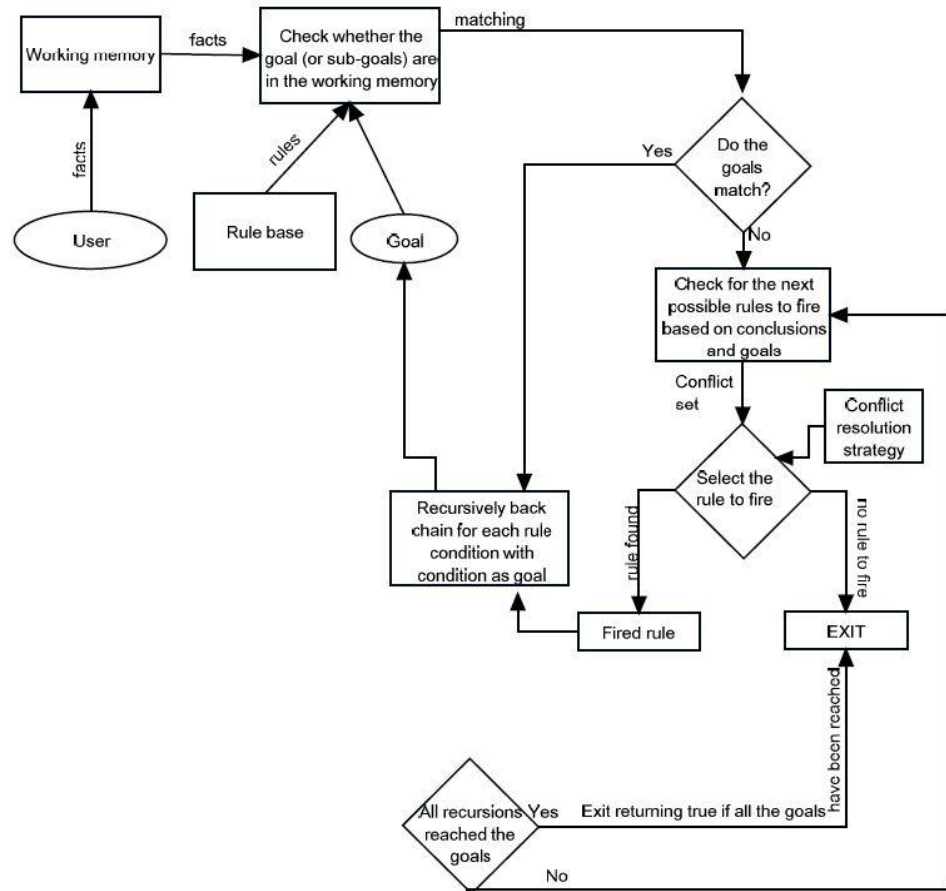 matching
facts
Working memory
Check whether the
goal (or sub-goals) are
in the working memory
facts
rules
Yes
Do the
goals
match?
User
Rule base
Goal
No
Check for the next
possible rules to fire
based on conclusions
and goals
Conflict
set
Conflict
resolution
strategy
Select the
rule to fire
Recursively back
chain for each rule
condition with
condition as goal
rule found
no rule to fire
Fired rule
EXIT
have been reached
All recursions
reached the
goals
Yes
Exit returning true if all the goals
No